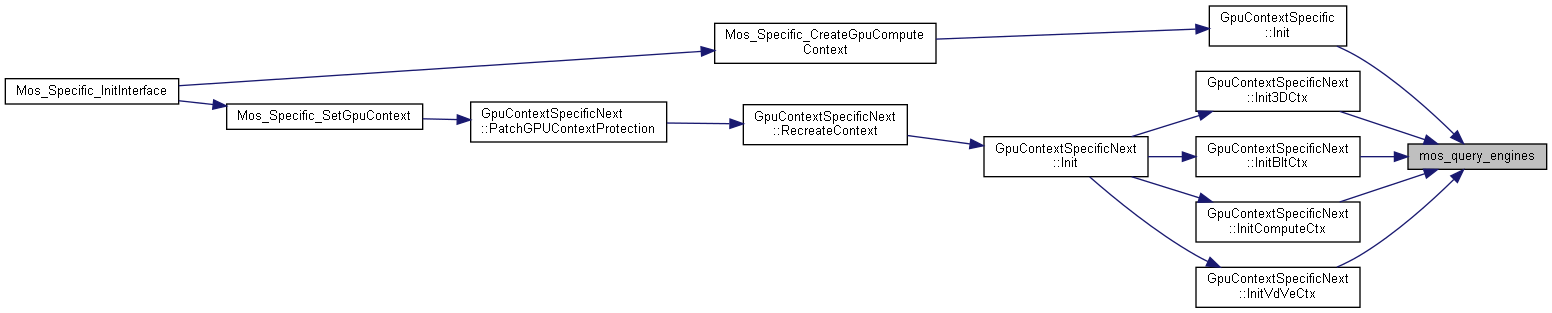 Mos_Specific_InitInterface
Mos_Specific_CreateGpuCompute
Context
Mos_Specific_SetGpuContext
GpuContextSpecificNext
::PatchGPUContextProtection
GpuContextSpecificNext
::RecreateContext
GpuContextSpecific
::Init
GpuContextSpecificNext
::Init
GpuContextSpecificNext
::Init3DCtx
GpuContextSpecificNext
::InitBltCtx
GpuContextSpecificNext
::InitComputeCtx
GpuContextSpecificNext
::InitVdVeCtx
mos_query_engines